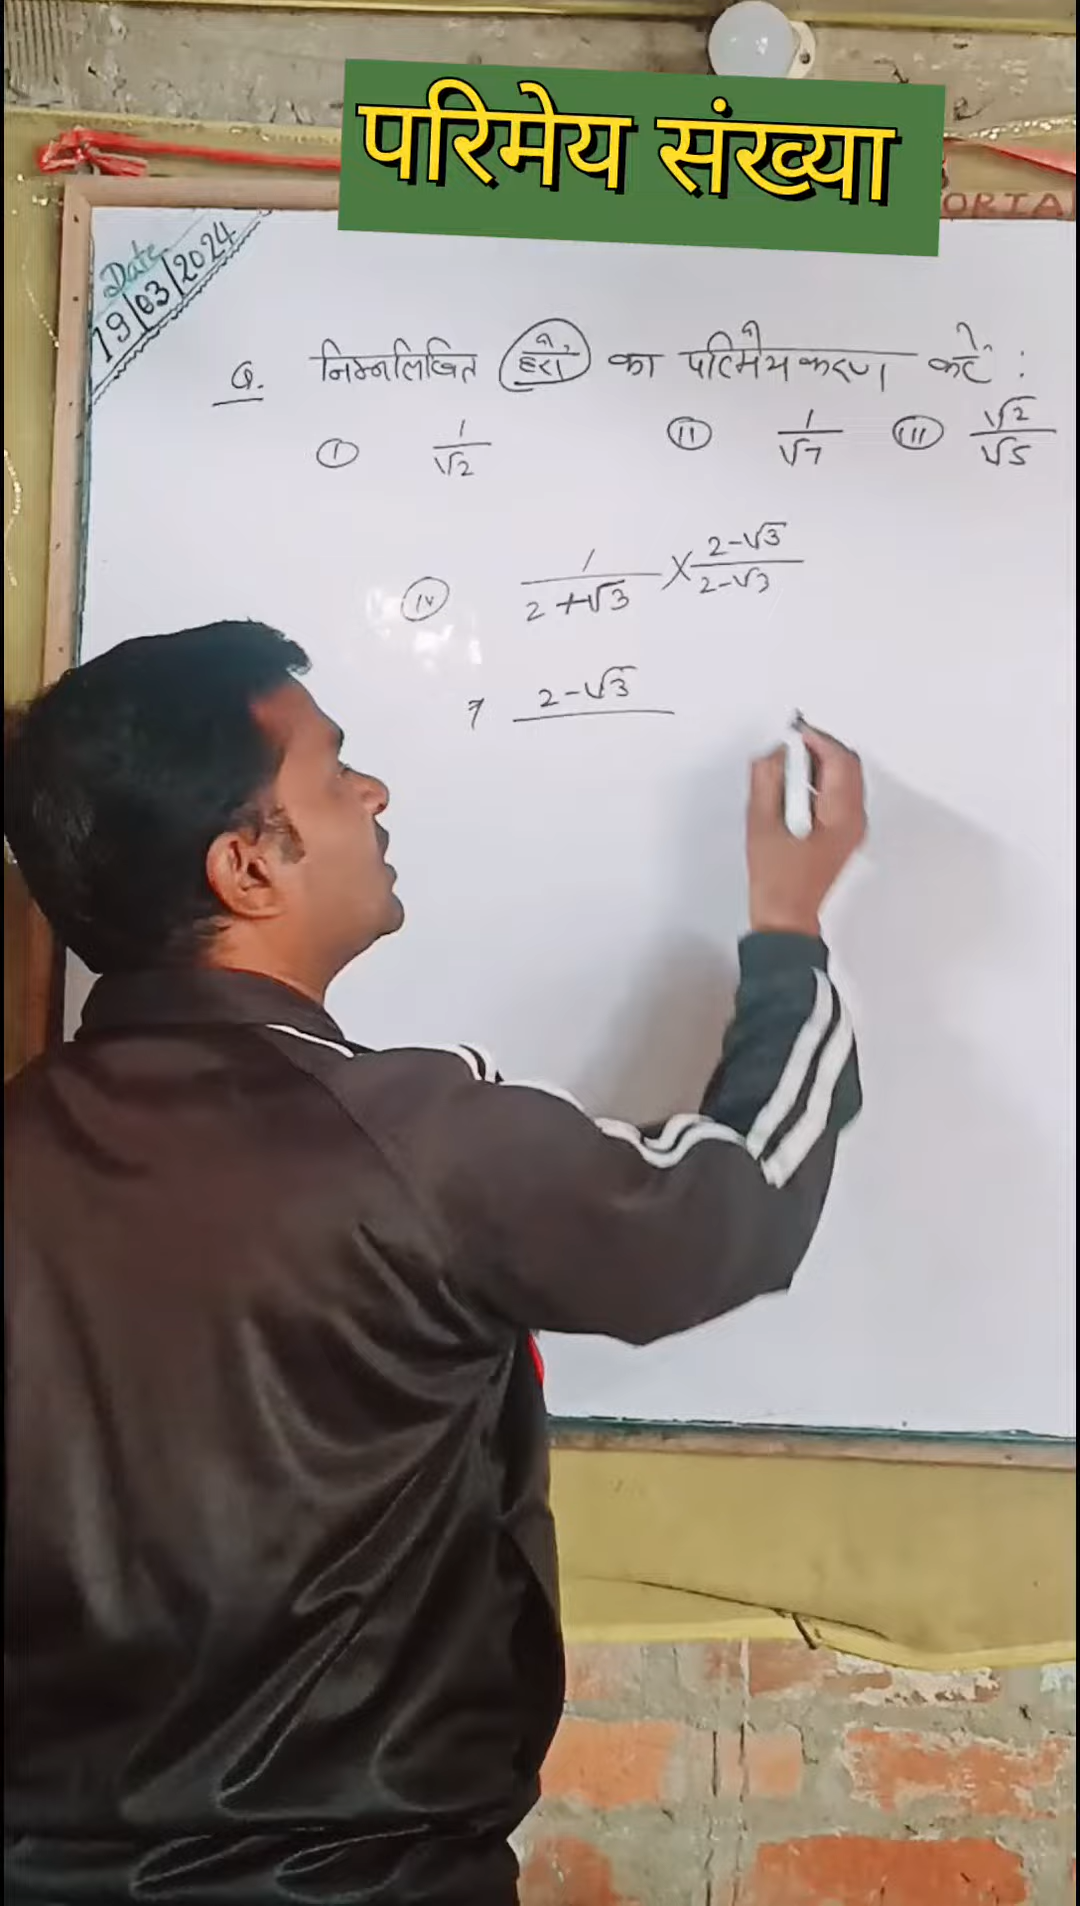 परिमेय संख्या
ORIA
Date
19/03/2024
Q. निम्नलिखित हरों का परिमेयकरण करें :
(i) 1/√2 (ii) 1/√7 (iii) √2/√5
(iv) 1/(2+√3) × (2-√3)/(2-√3)
⇒ 2-√3